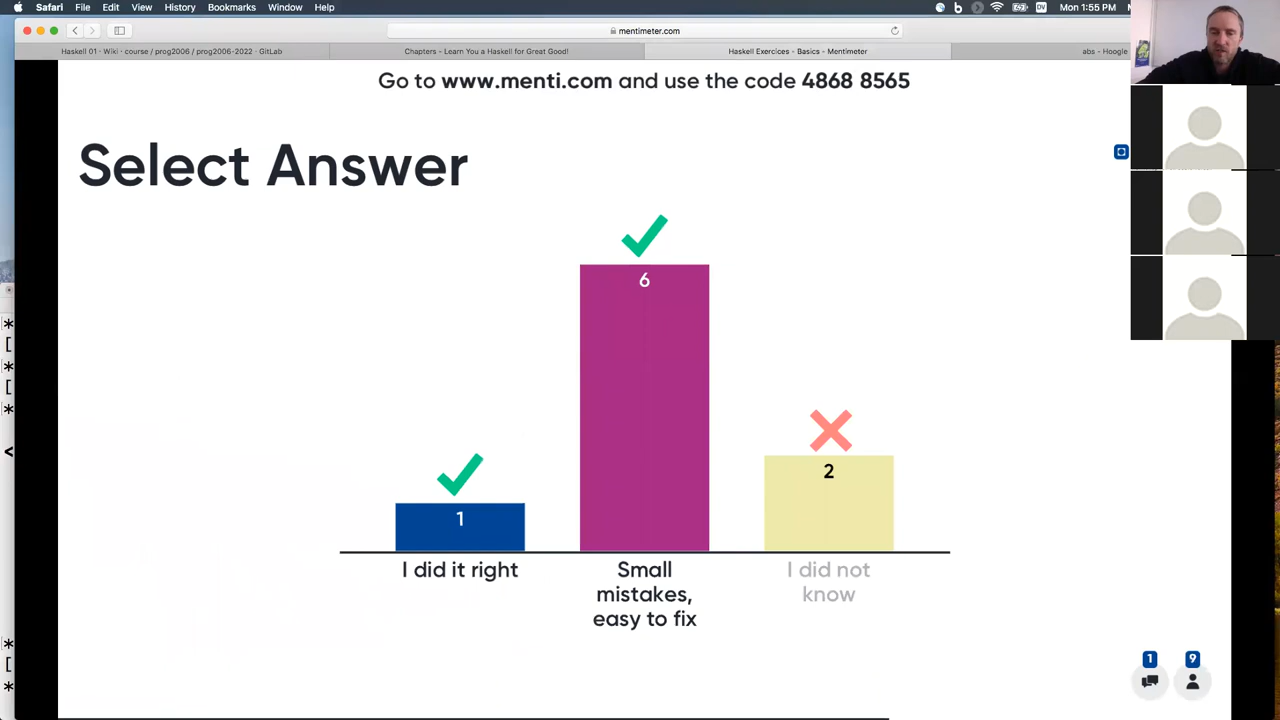 Safari File Edit View History Bookmarks Window Help
DV Mon 1:55 PM
mentimeter.com
Haskell 01 · Wiki · course / prog2006 / prog2006-2022 · GitLab
Chapters - Learn You a Haskell for Great Good!
Haskell Exercices - Basics - Mentimeter
abs - Hoogle
Go to www.menti.com and use the code 4868 8565
Select Answer
6
2
1
I did it right
Small
mistakes,
easy to fix
I did not
know
1
9
*
[
*
[
*
<
*
[
*